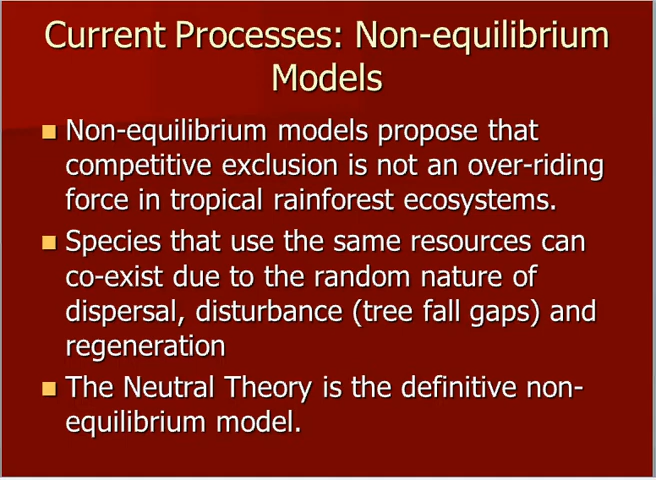 Current Processes: Non-equilibrium
Models
Non-equilibrium models propose that
competitive exclusion is not an over-riding
force in tropical rainforest ecosystems.
Species that use the same resources can
co-exist due to the random nature of
dispersal, disturbance (tree fall gaps) and
regeneration
The Neutral Theory is the definitive non-
equilibrium model.